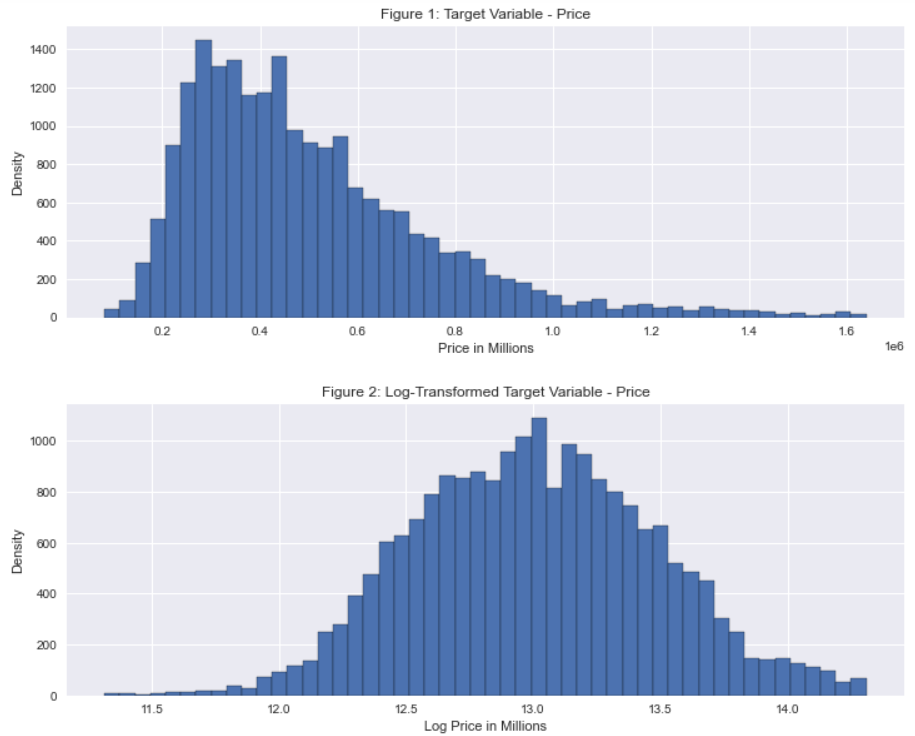 Figure 1: Target Variable - Price
1400
1200
1000
800
600
400
200
0
Density
0.2 0.4 0.6 0.8 1.0 1.2 1.4 1.6
1e6
Price in Millions
Figure 2: Log-Transformed Target Variable - Price
1000
800
600
400
200
0
Density
11.5 12.0 12.5 13.0 13.5 14.0
Log Price in Millions